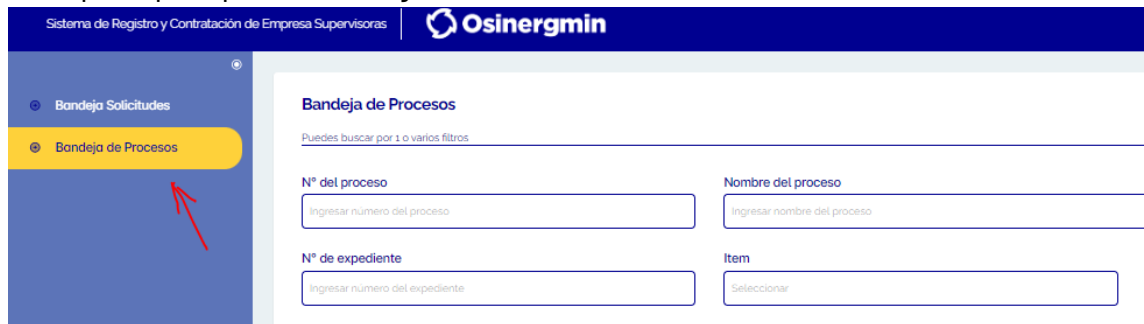 Sistema de Registro y Contratación de Empresa Supervisoras
Osinergmin
Bandeja Solicitudes
Bandeja de Procesos
Bandeja de Procesos
Puedes buscar por 1 o varios filtros
N° del proceso
Ingresar número del proceso
Nombre del proceso
Ingresar nombre del proceso
N° de expediente
Ingresar número del expediente
Item
Seleccionar